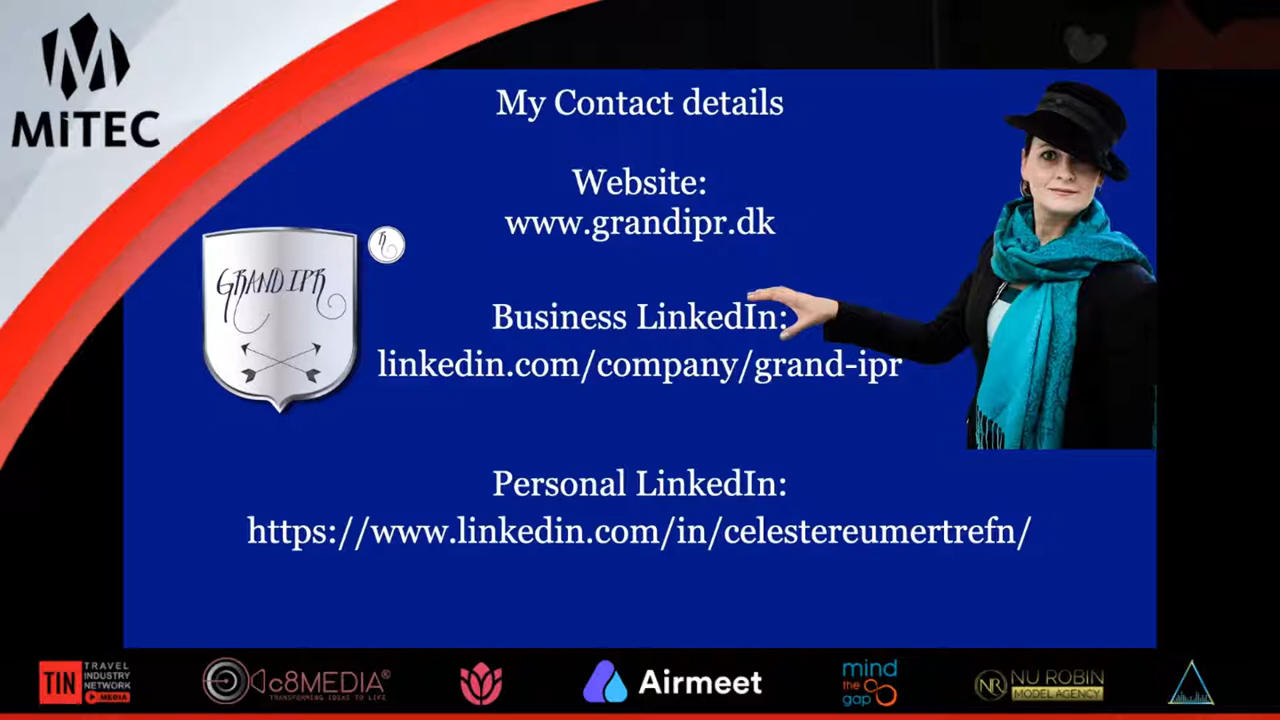 MiTEC
My Contact details
Website:
www.grandipr.dk
GRAND IPR
Business LinkedIn:
linkedin.com/company/grand-ipr
Personal LinkedIn:
https://www.linkedin.com/in/celestereumertrefn/
TIN TRAVEL INDUSTRY NETWORK MEDIA
c8MEDIA®
TRANSFORMING IDEAS TO LIFE
Airmeet
mind the gap
NR NU ROBIN
MODEL AGENCY